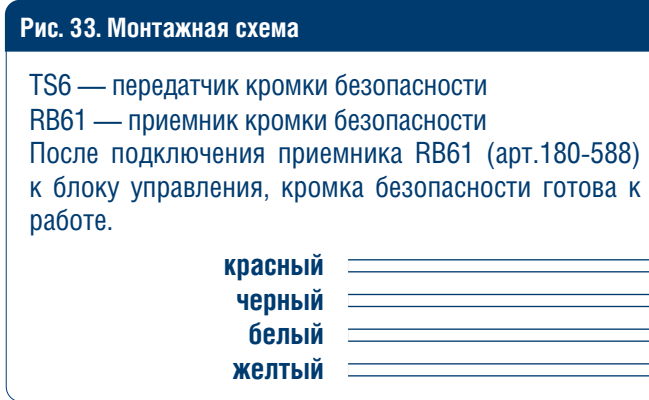 Рис. 33. Монтажная схема
TS6 — передатчик кромки безопасности
RB61 — приемник кромки безопасности
После подключения приемника RB61 (арт.180-588)
к блоку управления, кромка безопасности готова к
работе.
красный
черный
белый
желтый